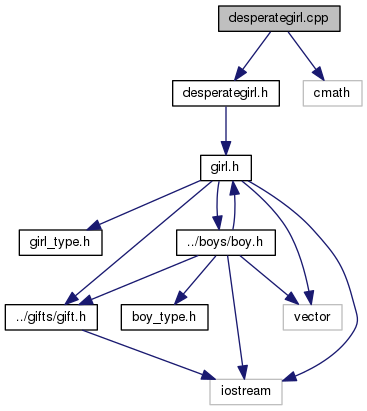 desperategirl.cpp
desperategirl.h
cmath
girl.h
girl_type.h
../boys/boy.h
../gifts/gift.h
boy_type.h
vector
iostream